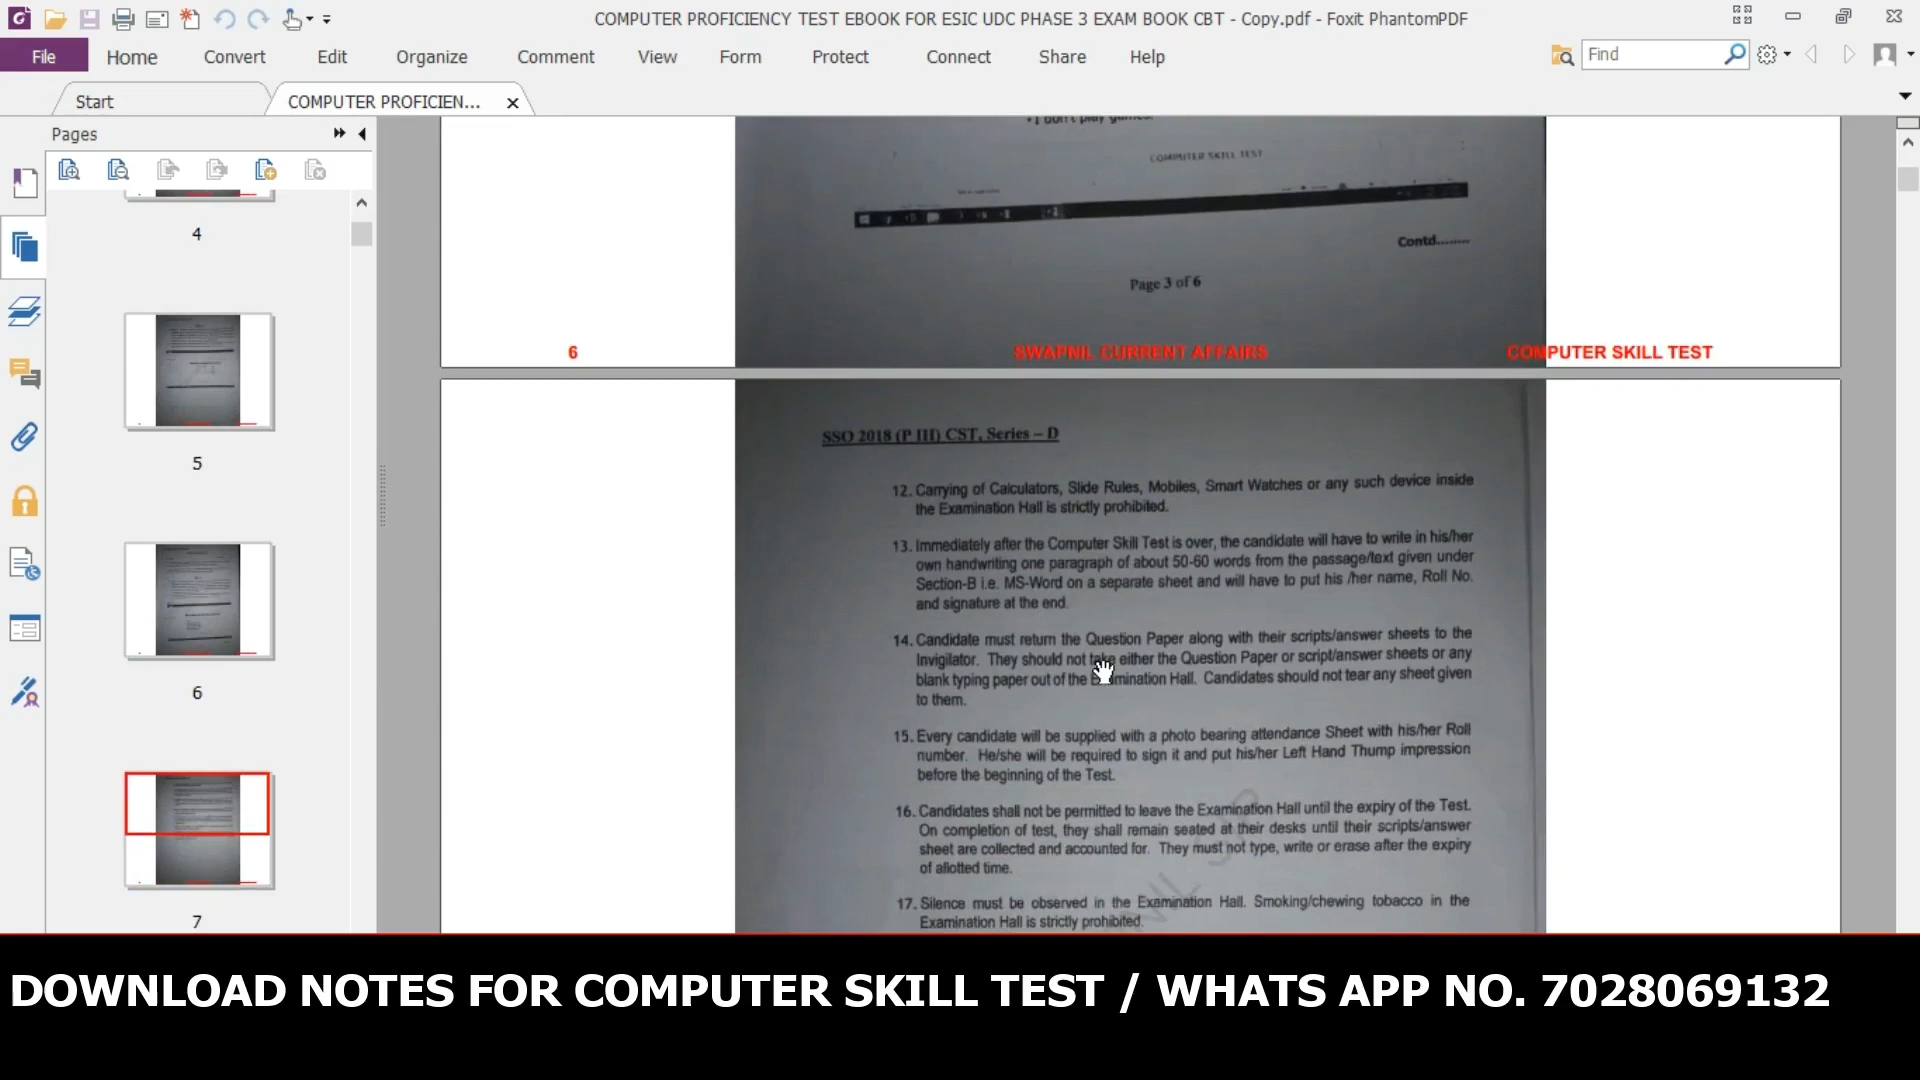 COMPUTER PROFICIENCY TEST EBOOK FOR ESIC UDC PHASE 3 EXAM BOOK CBT - Copy.pdf - Foxit PhantomPDF
File Home Convert Edit Organize Comment View Form Protect Connect Share Help Find
Start COMPUTER PROFICIEN...
Pages
4
5
6
7
• I don't play games.
COMPUTER SKILL TEST
Contd........
Page 3 of 6
6 SWAPNIL CURRENT AFFAIRS COMPUTER SKILL TEST
SSO 2018 (P III) CST, Series – D
12. Carrying of Calculators, Slide Rules, Mobiles, Smart Watches or any such device inside
the Examination Hall is strictly prohibited.
13. Immediately after the Computer Skill Test is over, the candidate will have to write in his/her
own handwriting one paragraph of about 50-60 words from the passage/text given under
Section-B i.e. MS-Word on a separate sheet and will have to put his /her name, Roll No.
and signature at the end.
14. Candidate must return the Question Paper along with their scripts/answer sheets to the
Invigilator. They should not take either the Question Paper or script/answer sheets or any
blank typing paper out of the Examination Hall. Candidates should not tear any sheet given
to them.
15. Every candidate will be supplied with a photo bearing attendance Sheet with his/her Roll
number. He/she will be required to sign it and put his/her Left Hand Thump impression
before the beginning of the Test.
16. Candidates shall not be permitted to leave the Examination Hall until the expiry of the Test.
On completion of test, they shall remain seated at their desks until their scripts/answer
sheet are collected and accounted for. They must not type, write or erase after the expiry
of allotted time.
17. Silence must be observed in the Examination Hall. Smoking/chewing tobacco in the
Examination Hall is strictly prohibited.
DOWNLOAD NOTES FOR COMPUTER SKILL TEST / WHATS APP NO. 7028069132